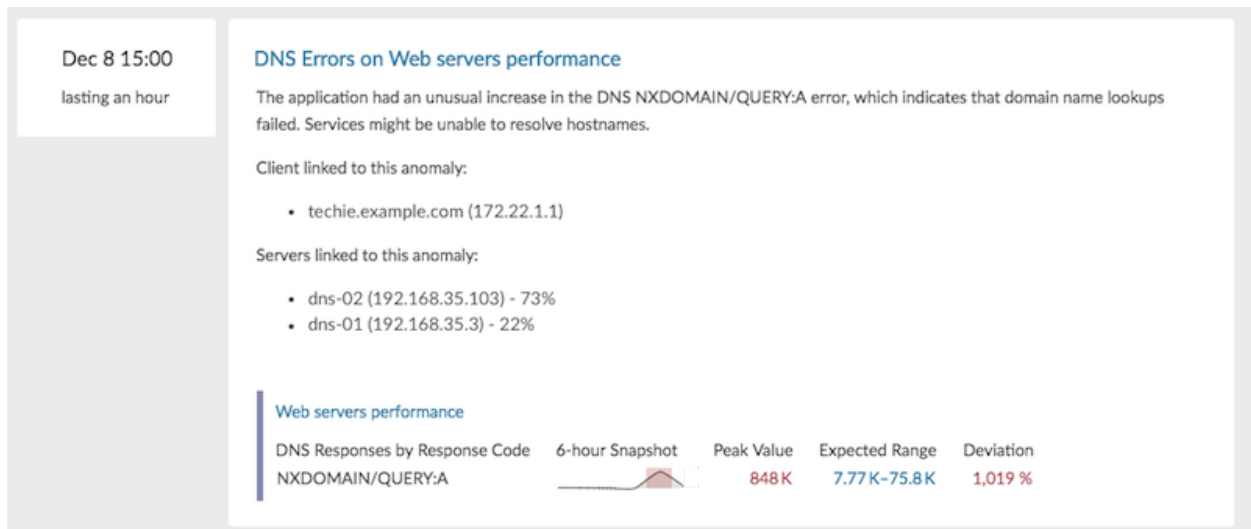 Dec 8 15:00
lasting an hour
DNS Errors on Web servers performance
The application had an unusual increase in the DNS NXDOMAIN/QUERY:A error, which indicates that domain name lookups
failed. Services might be unable to resolve hostnames.
Client linked to this anomaly:
• techie.example.com (172.22.1.1)
Servers linked to this anomaly:
• dns-02 (192.168.35.103) - 73%
• dns-01 (192.168.35.3) - 22%
Web servers performance
DNS Responses by Response Code 6-hour Snapshot Peak Value Expected Range Deviation
NXDOMAIN/QUERY:A 848 K 7.77 K–75.8 K 1,019 %